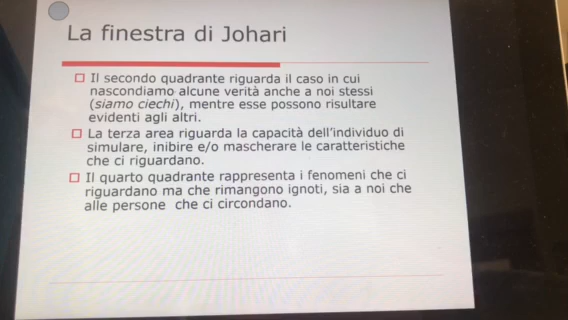 La finestra di Johari
Il secondo quadrante riguarda il caso in cui
nascondiamo alcune verità anche a noi stessi
(siamo ciechi), mentre esse possono risultare
evidenti agli altri.
La terza area riguarda la capacità dell'individuo di
simulare, inibire e/o mascherare le caratteristiche
che ci riguardano.
Il quarto quadrante rappresenta i fenomeni che ci
riguardano ma che rimangono ignoti, sia a noi che
alle persone che ci circondano.